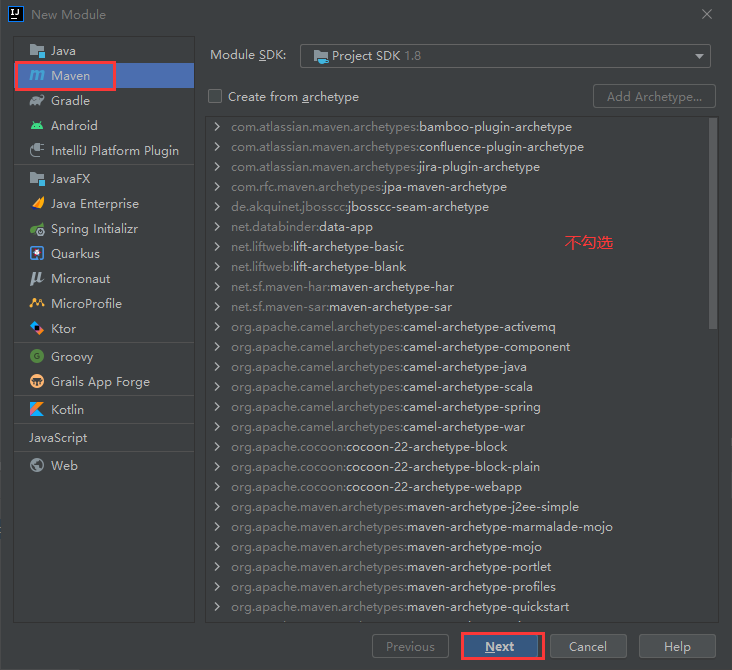 New Module
Java
Maven
Gradle
Android
IntelliJ Platform Plugin
JavaFX
Java Enterprise
Spring Initializr
Quarkus
Micronaut
MicroProfile
Ktor
Groovy
Grails App Forge
Kotlin
JavaScript
Web
Module SDK: Project SDK 1.8
Create from archetype Add Archetype...
com.atlassian.maven.archetypes:bamboo-plugin-archetype
com.atlassian.maven.archetypes:confluence-plugin-archetype
com.atlassian.maven.archetypes:jira-plugin-archetype
com.rfc.maven.archetypes:jpa-maven-archetype
de.akquinet.jbosscc:jbosscc-seam-archetype
net.databinder:data-app
不勾选
net.liftweb:lift-archetype-basic
net.liftweb:lift-archetype-blank
net.sf.maven-har:maven-archetype-har
net.sf.maven-sar:maven-archetype-sar
org.apache.camel.archetypes:camel-archetype-activemq
org.apache.camel.archetypes:camel-archetype-component
org.apache.camel.archetypes:camel-archetype-java
org.apache.camel.archetypes:camel-archetype-scala
org.apache.camel.archetypes:camel-archetype-spring
org.apache.camel.archetypes:camel-archetype-war
org.apache.cocoon:cocoon-22-archetype-block
org.apache.cocoon:cocoon-22-archetype-block-plain
org.apache.cocoon:cocoon-22-archetype-webapp
org.apache.maven.archetypes:maven-archetype-j2ee-simple
org.apache.maven.archetypes:maven-archetype-marmalade-mojo
org.apache.maven.archetypes:maven-archetype-mojo
org.apache.maven.archetypes:maven-archetype-portlet
org.apache.maven.archetypes:maven-archetype-profiles
org.apache.maven.archetypes:maven-archetype-quickstart
Previous Next Cancel Help